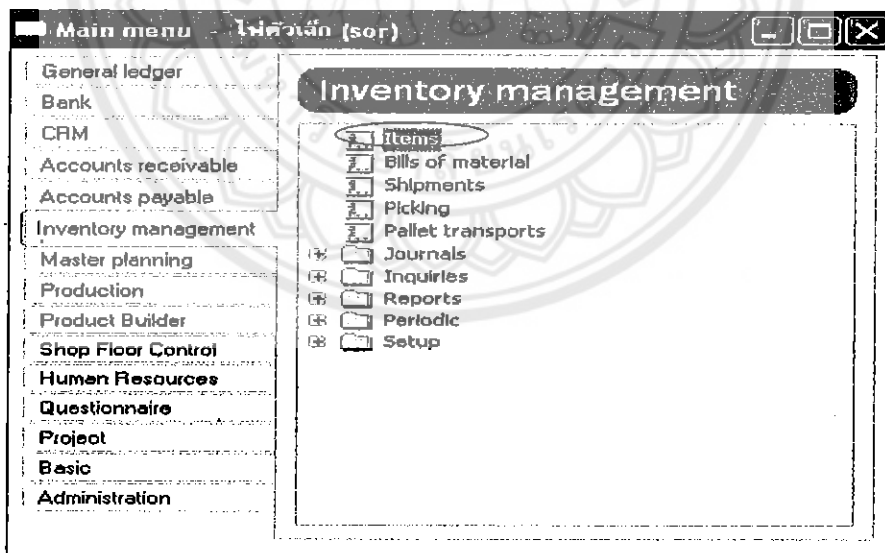 Main menu - ไฟตัวเล็ก (sor)
General ledger
Bank
CRM
Accounts receivable
Accounts payable
Inventory management
Master planning
Production
Product Builder
Shop Floor Control
Human Resources
Questionnaire
Project
Basic
Administration
Inventory management
Items
Bills of material
Shipments
Picking
Pallet transports
Journals
Inquiries
Reports
Periodic
Setup